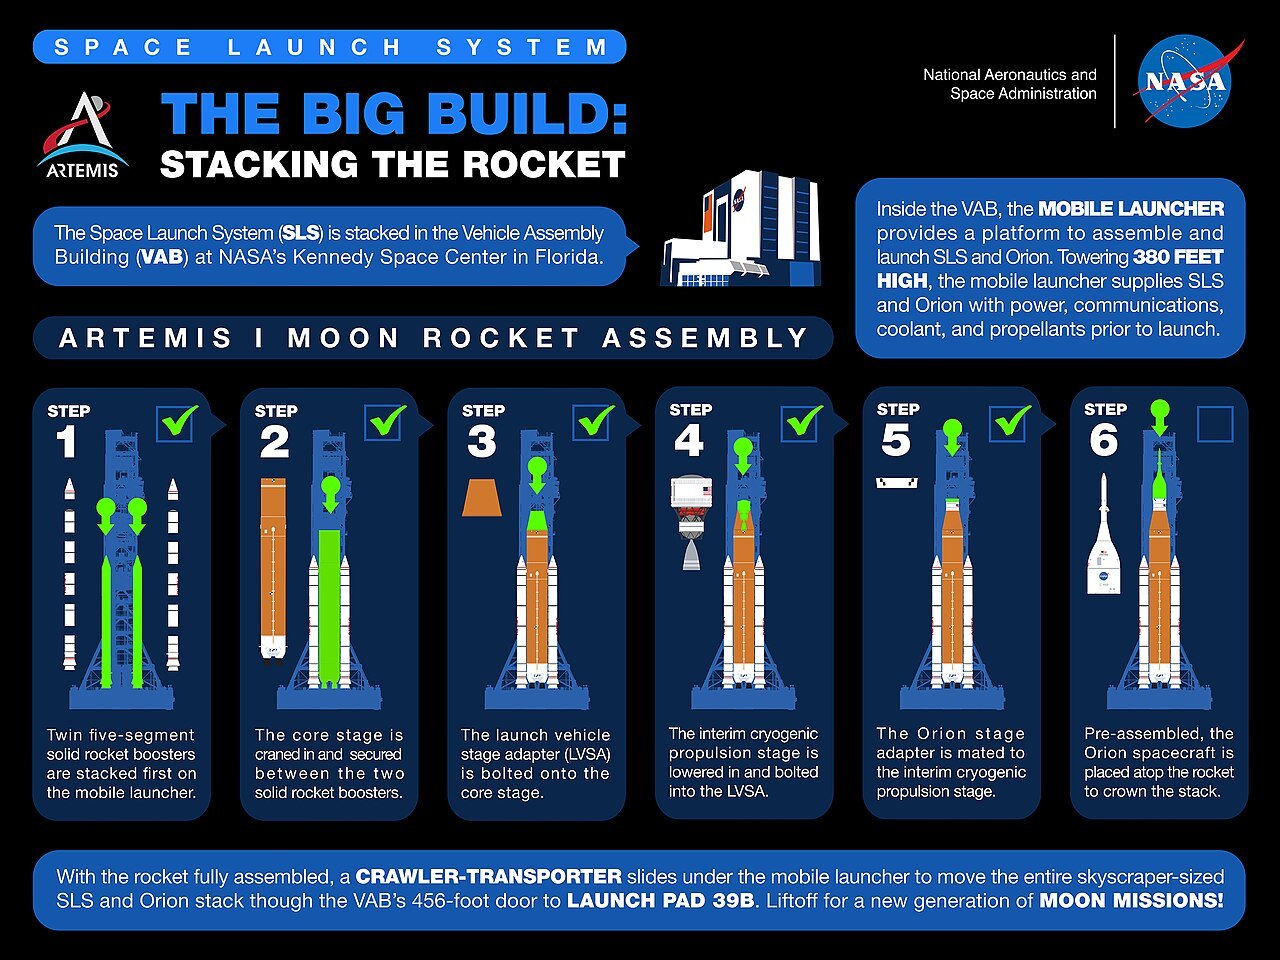 SPACE LAUNCH SYSTEM
National Aeronautics and
Space Administration
NASA
ARTEMIS
THE BIG BUILD:
STACKING THE ROCKET
The Space Launch System (SLS) is stacked in the Vehicle Assembly
Building (VAB) at NASA's Kennedy Space Center in Florida.
NASA
Inside the VAB, the MOBILE LAUNCHER
provides a platform to assemble and
launch SLS and Orion. Towering 380 FEET
HIGH, the mobile launcher supplies SLS
and Orion with power, communications,
coolant, and propellants prior to launch.
ARTEMIS I MOON ROCKET ASSEMBLY
STEP
1
Twin five-segment
solid rocket boosters
are stacked first on
the mobile launcher.
STEP
2
The core stage is
craned in and secured
between the two
solid rocket boosters.
STEP
3
The launch vehicle
stage adapter (LVSA)
is bolted onto the
core stage.
STEP
4
The interim cryogenic
propulsion stage is
lowered in and bolted
into the LVSA.
STEP
5
The Orion stage
adapter is mated to
the interim cryogenic
propulsion stage.
STEP
6
NASA
Pre-assembled, the
Orion spacecraft is
placed atop the rocket
to crown the stack.
With the rocket fully assembled, a CRAWLER-TRANSPORTER slides under the mobile launcher to move the entire skyscraper-sized
SLS and Orion stack though the VAB's 456-foot door to LAUNCH PAD 39B. Liftoff for a new generation of MOON MISSIONS!